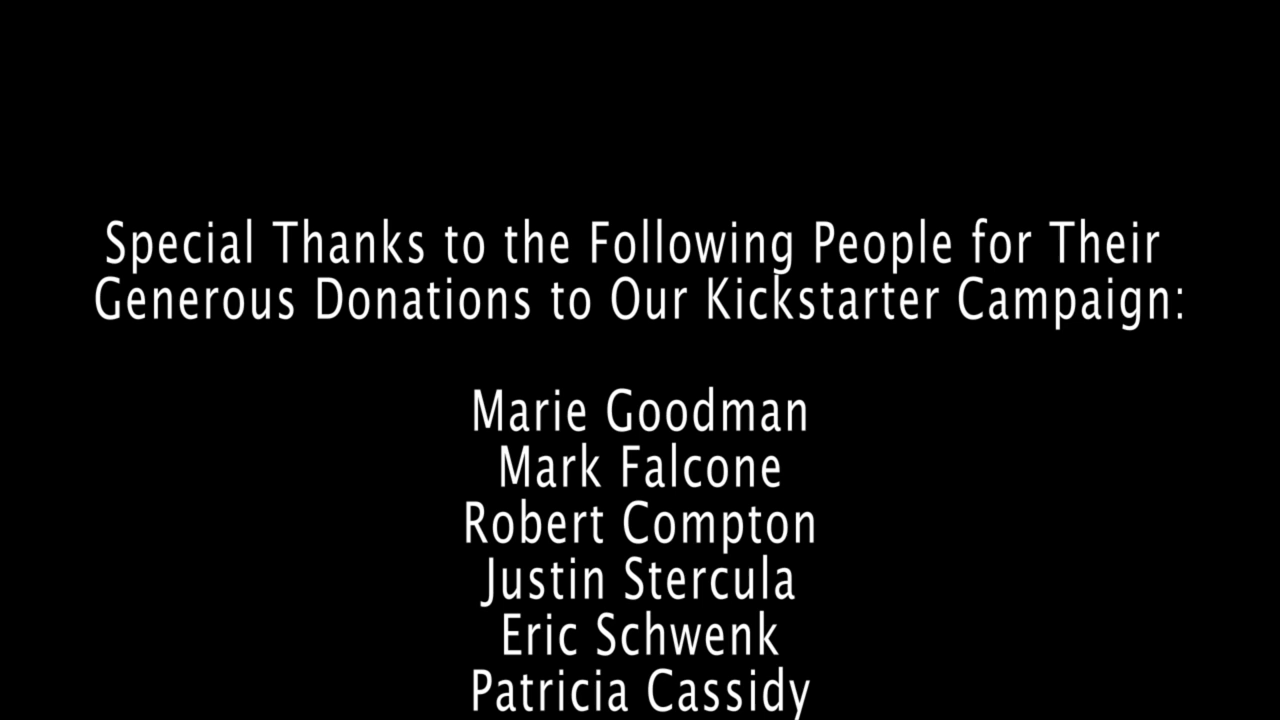 Special Thanks to the Following People for Their
Generous Donations to Our Kickstarter Campaign:
Marie Goodman
Mark Falcone
Robert Compton
Justin Stercula
Eric Schwenk
Patricia Cassidy